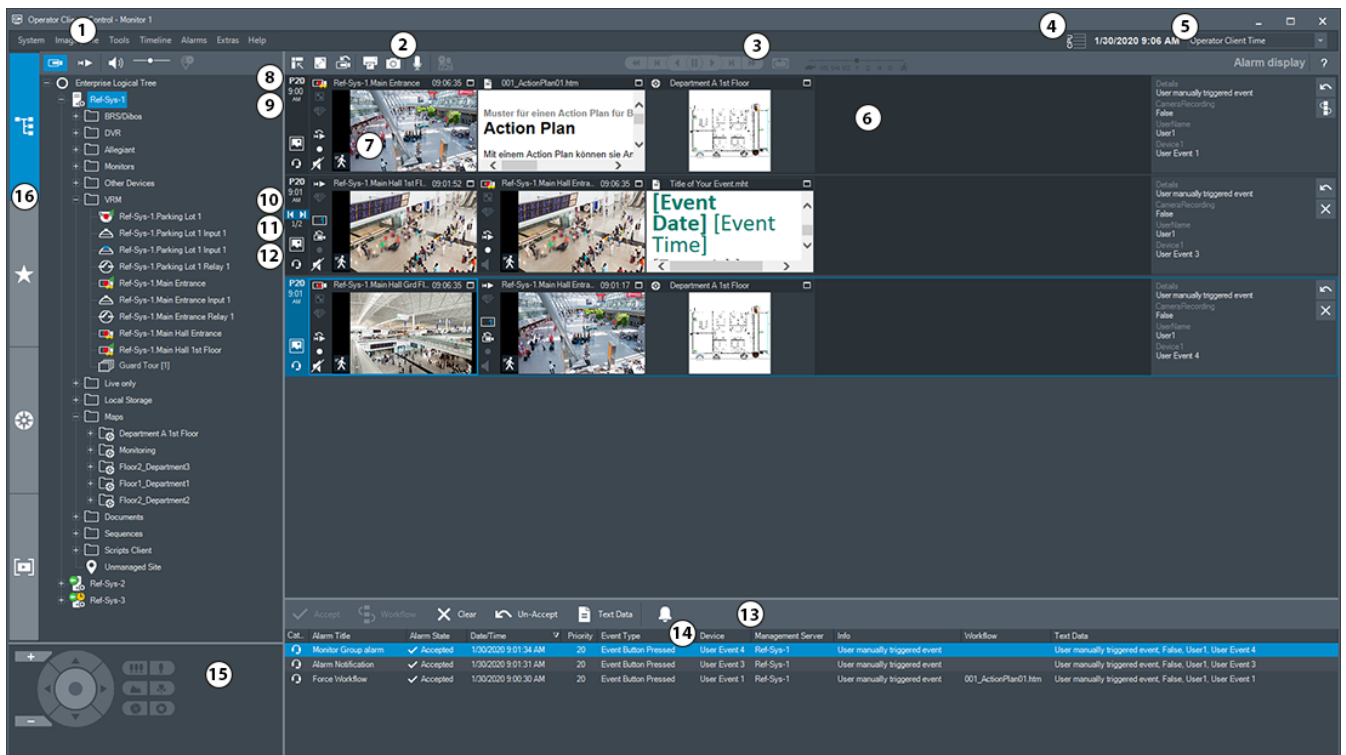 Operator Client
Control - Monitor 1
1
2
3
4
5
System
Tools
Timeline
Alarms
Extras
Help
1/30/2020 9:06 AM
Operator Client Time
Alarm display
?
8
9
Enterprise Logical Tree
Ref-Sys-1
BRS/Dibos
DVR
Allegiant
Monitors
Other Devices
VRM
Ref-Sys-1.Parking Lot 1
Ref-Sys-1.Parking Lot 1 Input 1
Ref-Sys-1.Parking Lot 1 Input 1
Ref-Sys-1.Parking Lot 1 Relay 1
Ref-Sys-1.Main Entrance
Ref-Sys-1.Main Entrance Input 1
Ref-Sys-1.Main Entrance Relay 1
Ref-Sys-1.Main Hall Entrance
Ref-Sys-1.Main Hall 1st Floor
Guard Tour [1]
Live only
Local Storage
Maps
Department A 1st Floor
Monitoring
Floor2_Department3
Floor1_Department1
Floor2_Department2
Documents
Sequences
Scripts Client
Unmanaged Site
Ref-Sys-2
Ref-Sys-3
16
10
11
12
P20
9:00
AM
Ref-Sys-1.Main Entrance
09:06:35
001_ActionPlan01.htm
Department A 1st Floor
7
Muster für einen Action Plan für B
Action Plan
Mit einem Action Plan können sie Ar
6
Details
User manually triggered event
CameraRecording
False
UserName
User1
Device1
User Event 1
P20
9:01
AM
1/2
Ref-Sys-1.Main Hall 1st Fl..
09:01:52
Ref-Sys-1.Main Hall Entra..
09:06:35
Title of Your Event.mht
[Event
Date] [Event
Time]
Details
User manually triggered event
CameraRecording
False
UserName
User1
Device1
User Event 3
P20
9:01
AM
Ref-Sys-1.Main Hall Grd Fl..
09:06:35
Ref-Sys-1.Main Hall Entra..
09:01:17
Department A 1st Floor
Details
User manually triggered event
CameraRecording
False
UserName
User1
Device1
User Event 4
Accept
Workflow
Clear
Un-Accept
Text Data
13
14
Cat.. Alarm Title Alarm State Date/Time Priority Event Type Device Management Server Info Workflow Text Data
Monitor Group alarm Accepted 1/30/2020 9:01:34 AM 20 Event Button Pressed User Event 4 Ref-Sys-1 User manually triggered event User manually triggered event, False, User1, User Event 4
Alarm Notification Accepted 1/30/2020 9:01:31 AM 20 Event Button Pressed User Event 3 Ref-Sys-1 User manually triggered event User manually triggered event, False, User1, User Event 3
Force Workflow Accepted 1/30/2020 9:00:30 AM 20 Event Button Pressed User Event 1 Ref-Sys-1 User manually triggered event 001_ActionPlan01.htm User manually triggered event, False, User1, User Event 1
15